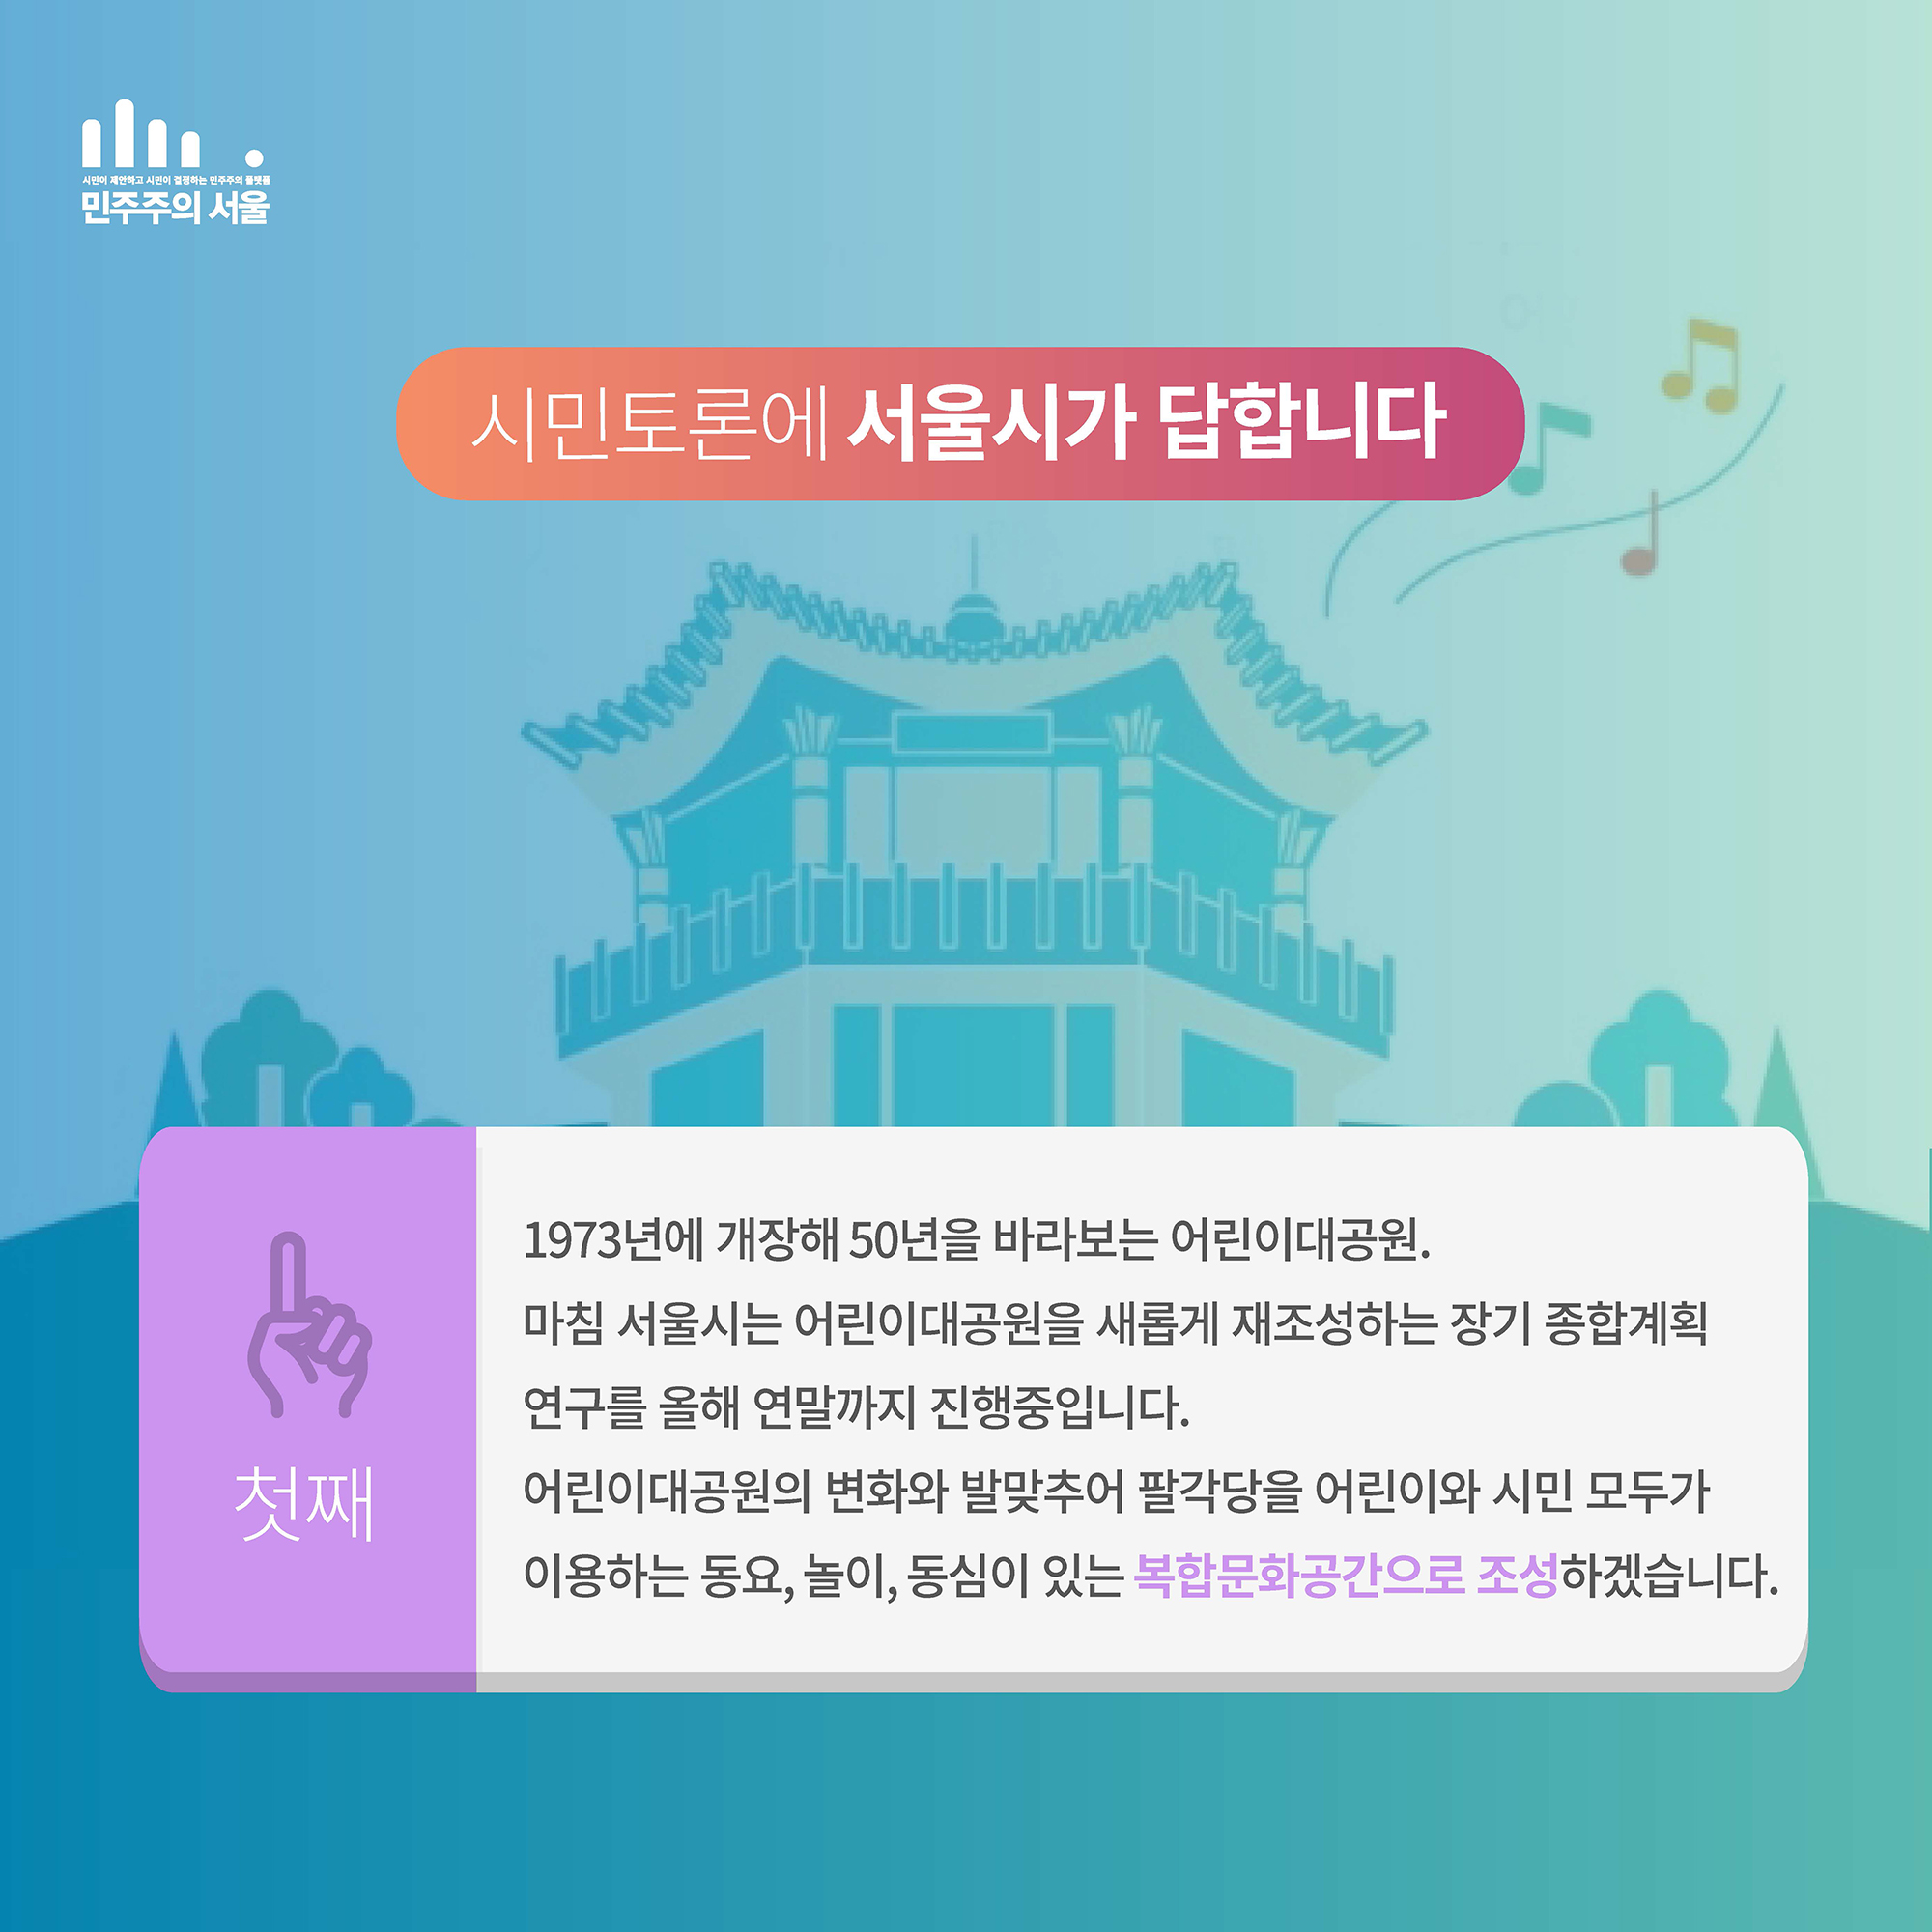 시민이 제안하고 시민이 결정하는 민주주의 플랫폼
민주주의 서울
시민토론에 서울시가 답합니다
첫째
1973년에 개장해 50년을 바라보는 어린이대공원.
마침 서울시는 어린이대공원을 새롭게 재조성하는 장기 종합계획
연구를 올해 연말까지 진행중입니다.
어린이대공원의 변화와 발맞추어 팔각당을 어린이와 시민 모두가
이용하는 동요, 놀이, 동심이 있는 복합문화공간으로 조성하겠습니다.